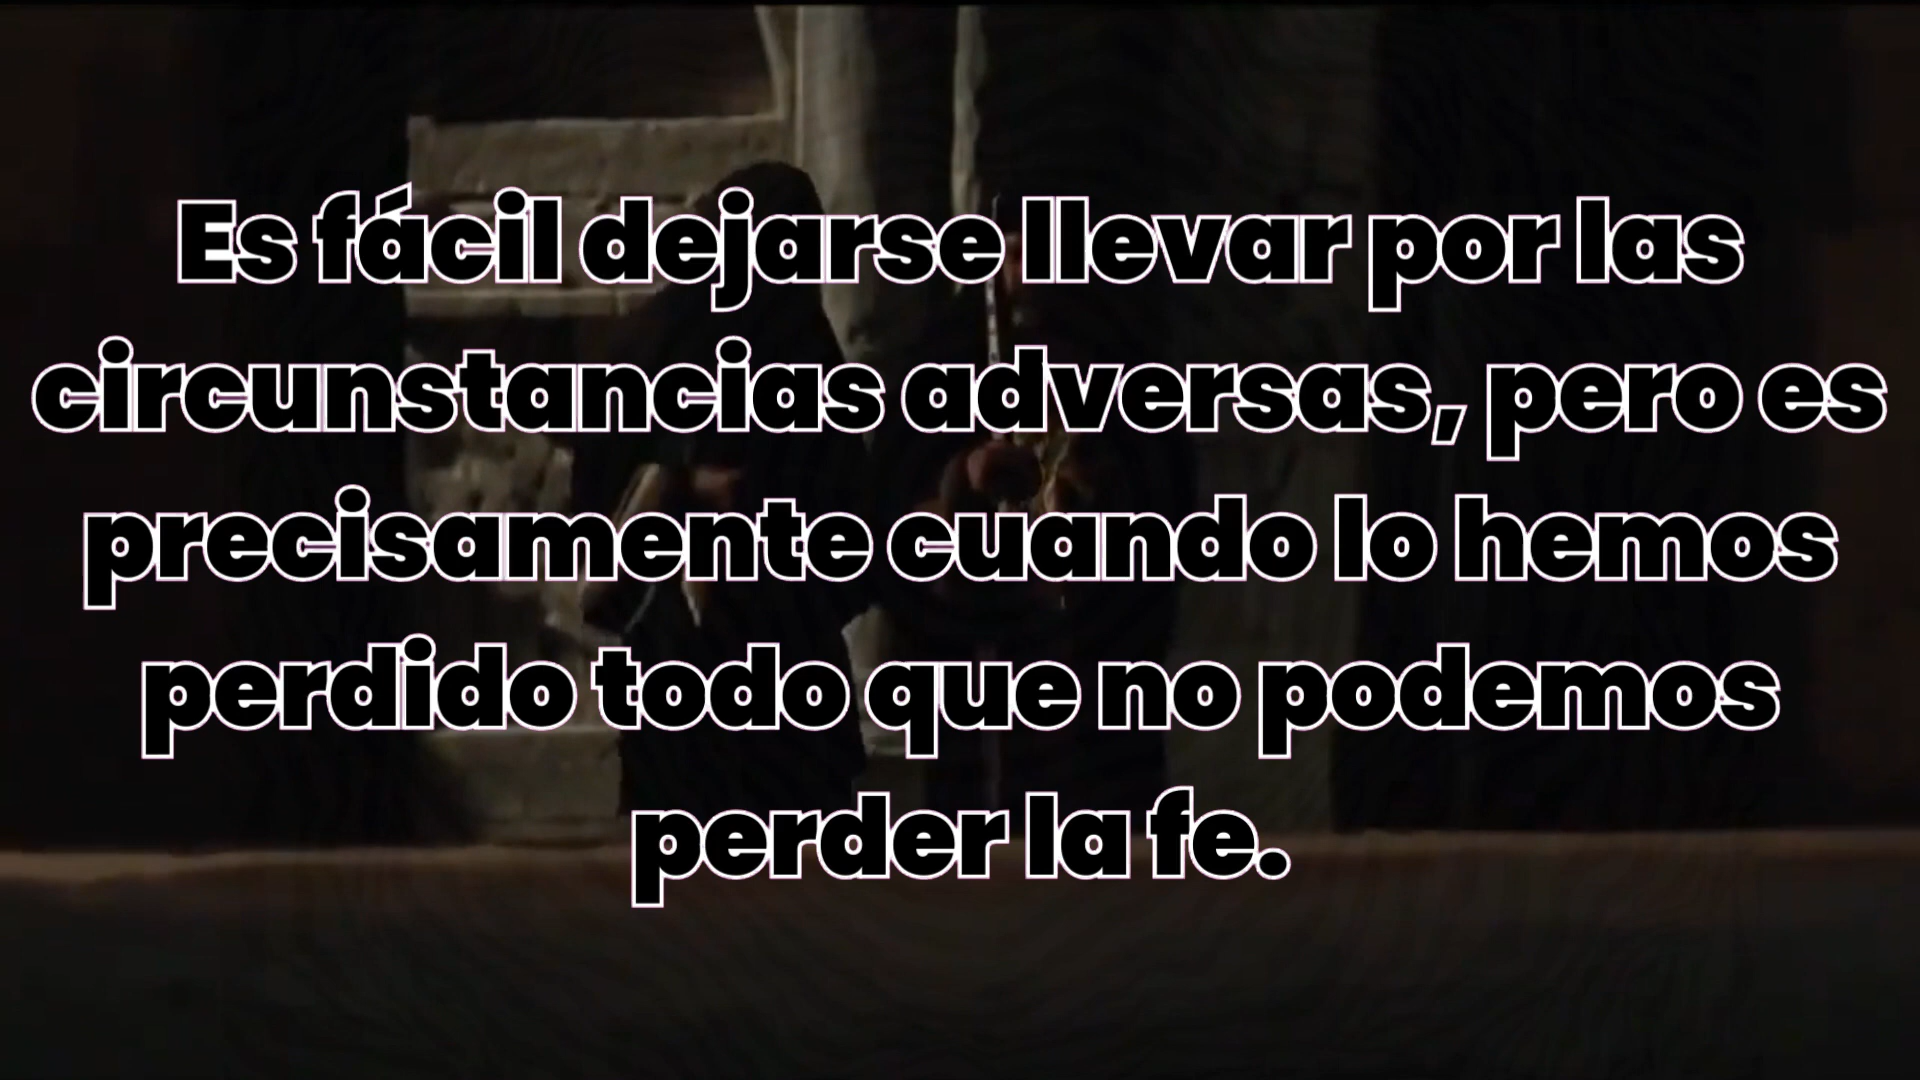 Es fácil dejarse llevar por las
circunstancias adversas, pero es
precisamente cuando lo hemos
perdido todo que no podemos
perder la fe.